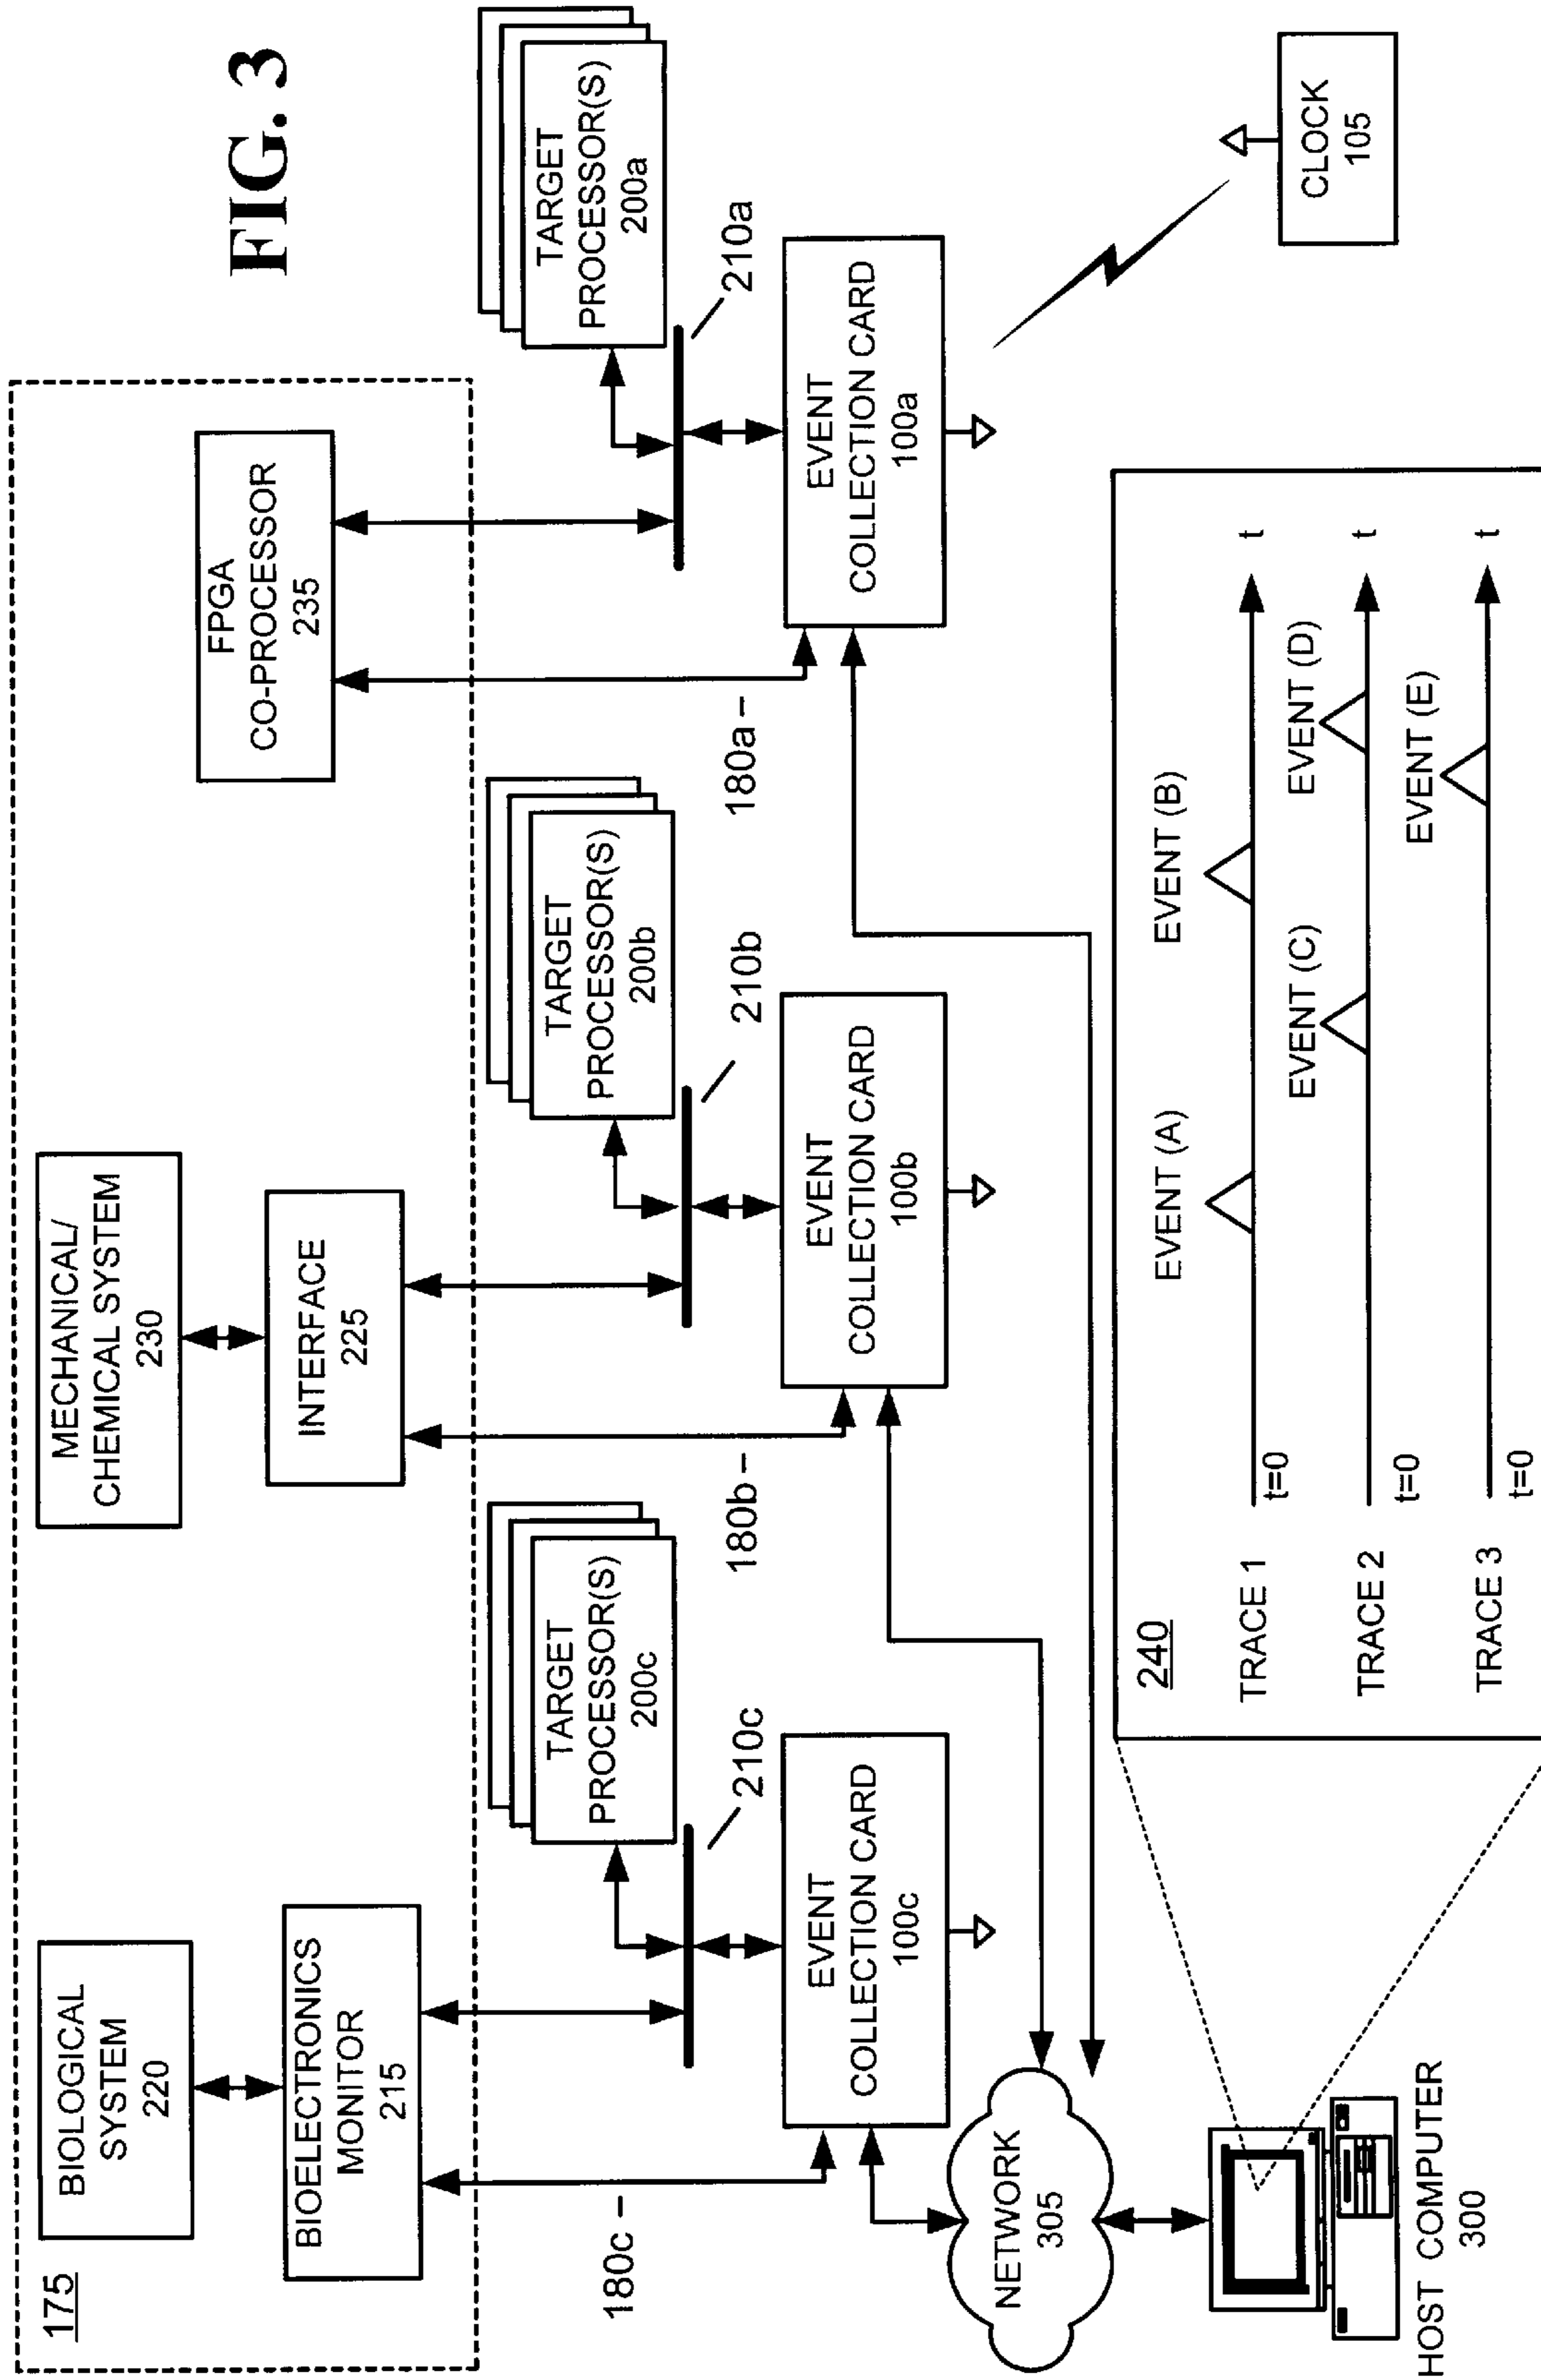 FIG. 3
175
BIOLOGICAL
SYSTEM
220
BIOELECTRONICS
MONITOR
215
MECHANICAL/
CHEMICAL SYSTEM
230
INTERFACE
225
FPGA
CO-PROCESSOR
235
TARGET
PROCESSOR(S)
200c
TARGET
PROCESSOR(S)
200b
TARGET
PROCESSOR(S)
200a
180c
210c
180b
210b
180a
210a
EVENT
COLLECTION CARD
100c
EVENT
COLLECTION CARD
100b
EVENT
COLLECTION CARD
100a
NETWORK
305
HOST COMPUTER
300
CLOCK
105
240
TRACE 1
t=0
EVENT (A)
EVENT (B)
t
TRACE 2
t=0
EVENT (C)
EVENT (D)
t
TRACE 3
t=0
EVENT (E)
t